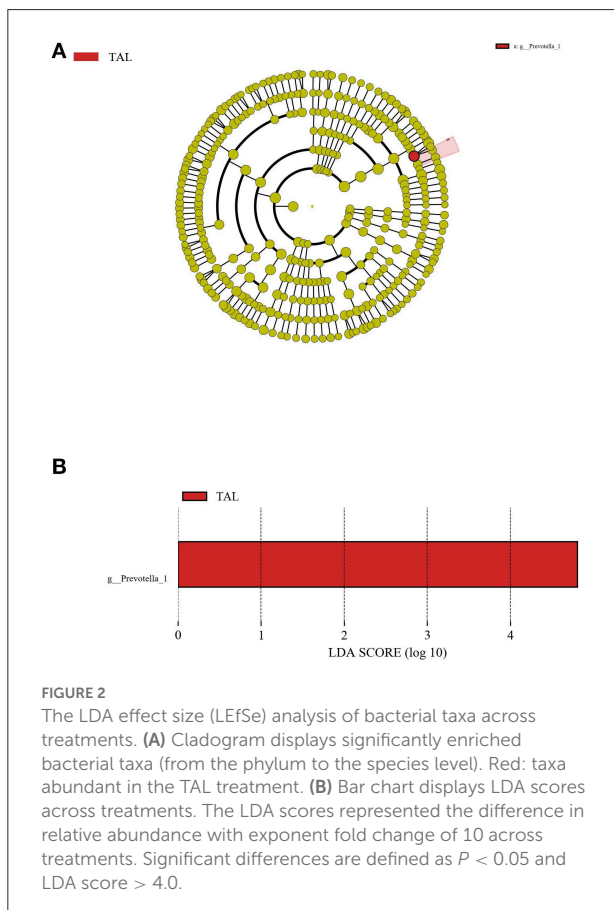 A
TAL
a: g__Prevotella_1
a
B
TAL
g__Prevotella_1
0 1 2 3 4
LDA SCORE (log 10)
FIGURE 2
The LDA effect size (LEfSe) analysis of bacterial taxa across
treatments. (A) Cladogram displays significantly enriched
bacterial taxa (from the phylum to the species level). Red: taxa
abundant in the TAL treatment. (B) Bar chart displays LDA scores
across treatments. The LDA scores represented the difference in
relative abundance with exponent fold change of 10 across
treatments. Significant differences are defined as P < 0.05 and
LDA score > 4.0.